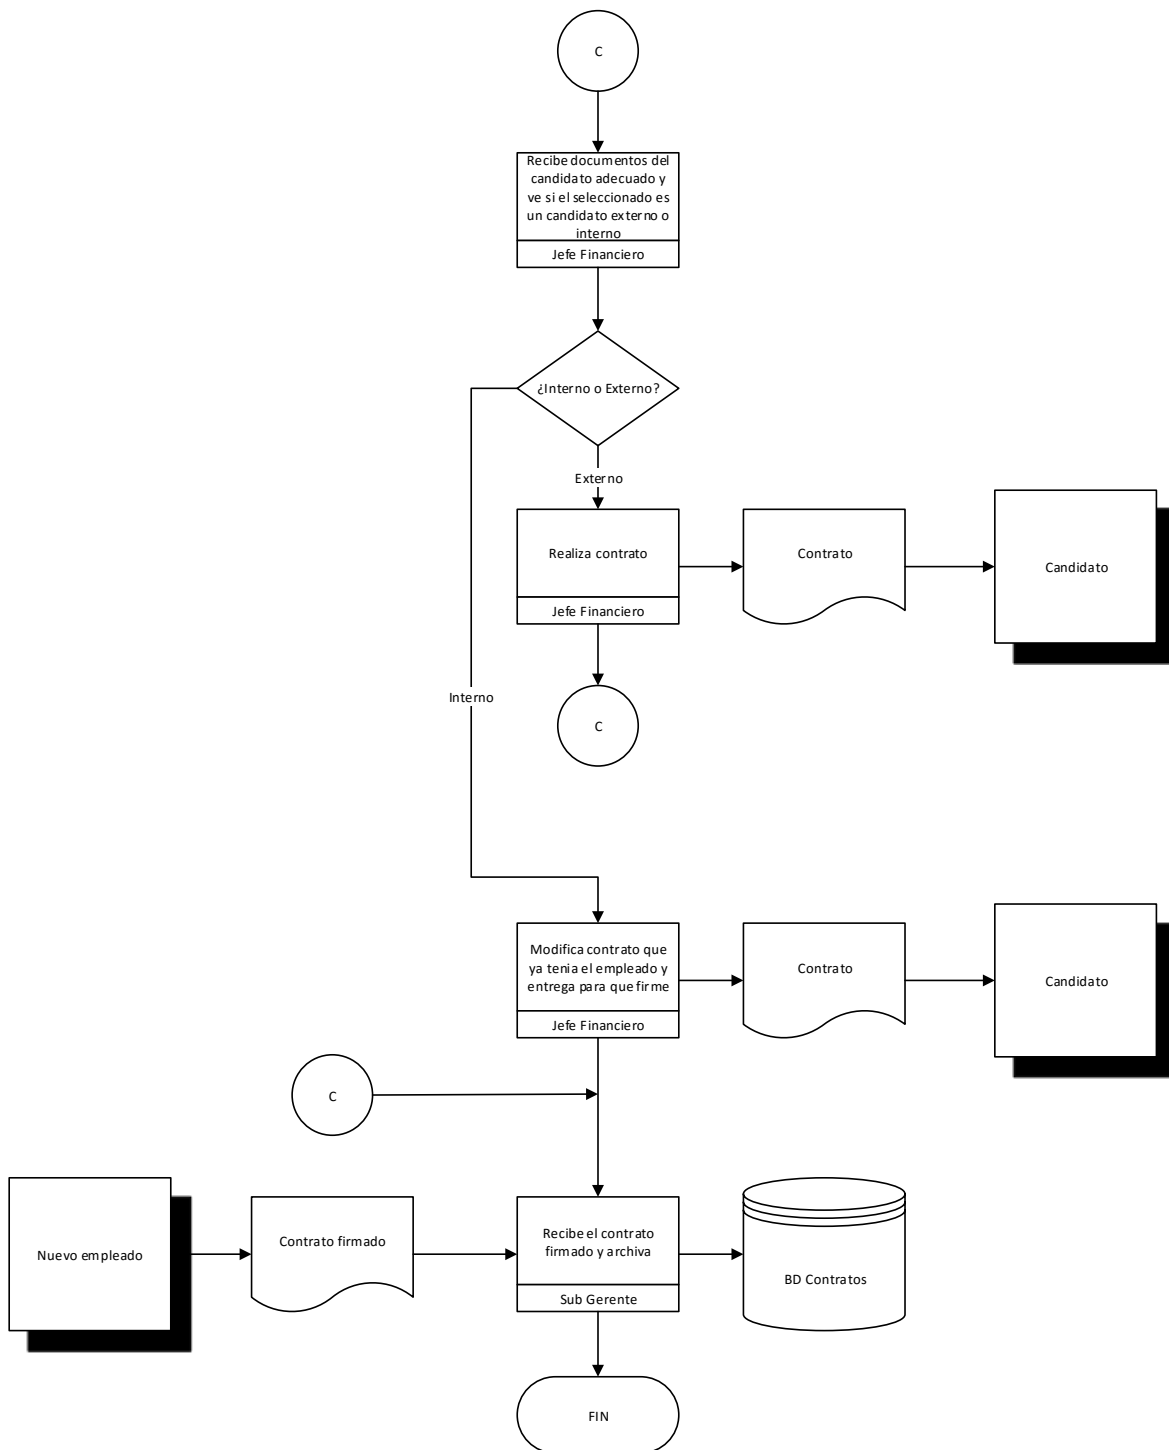 C
Recibe documentos del
candidato adecuado y
ve si el seleccionado es
un candidato externo o
interno
Jefe Financiero
¿Interno o Externo?
Externo
Realiza contrato
Jefe Financiero
Contrato
Candidato
Interno
C
Modifica contrato que
ya tenia el empleado y
entrega para que firme
Jefe Financiero
Contrato
Candidato
C
Nuevo empleado
Contrato firmado
Recibe el contrato
firmado y archiva
Sub Gerente
BD Contratos
FIN